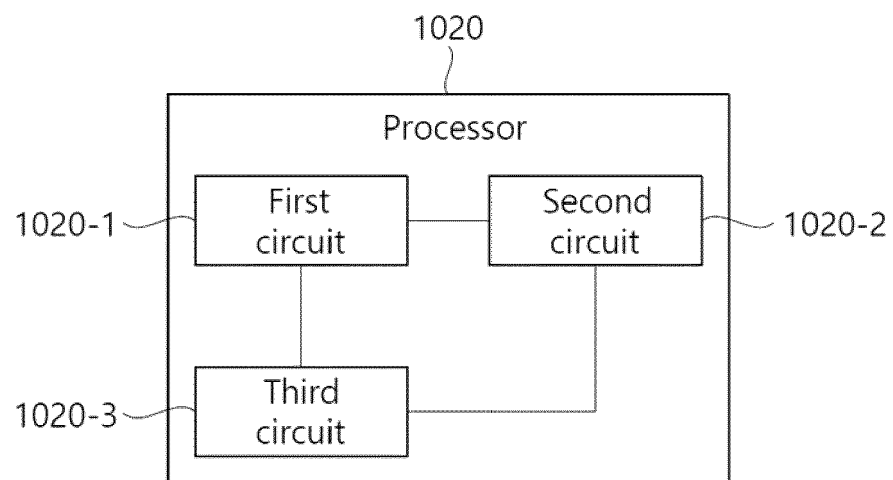 1020
Processor
First
circuit
Second
circuit
1020-1
1020-2
Third
circuit
1020-3